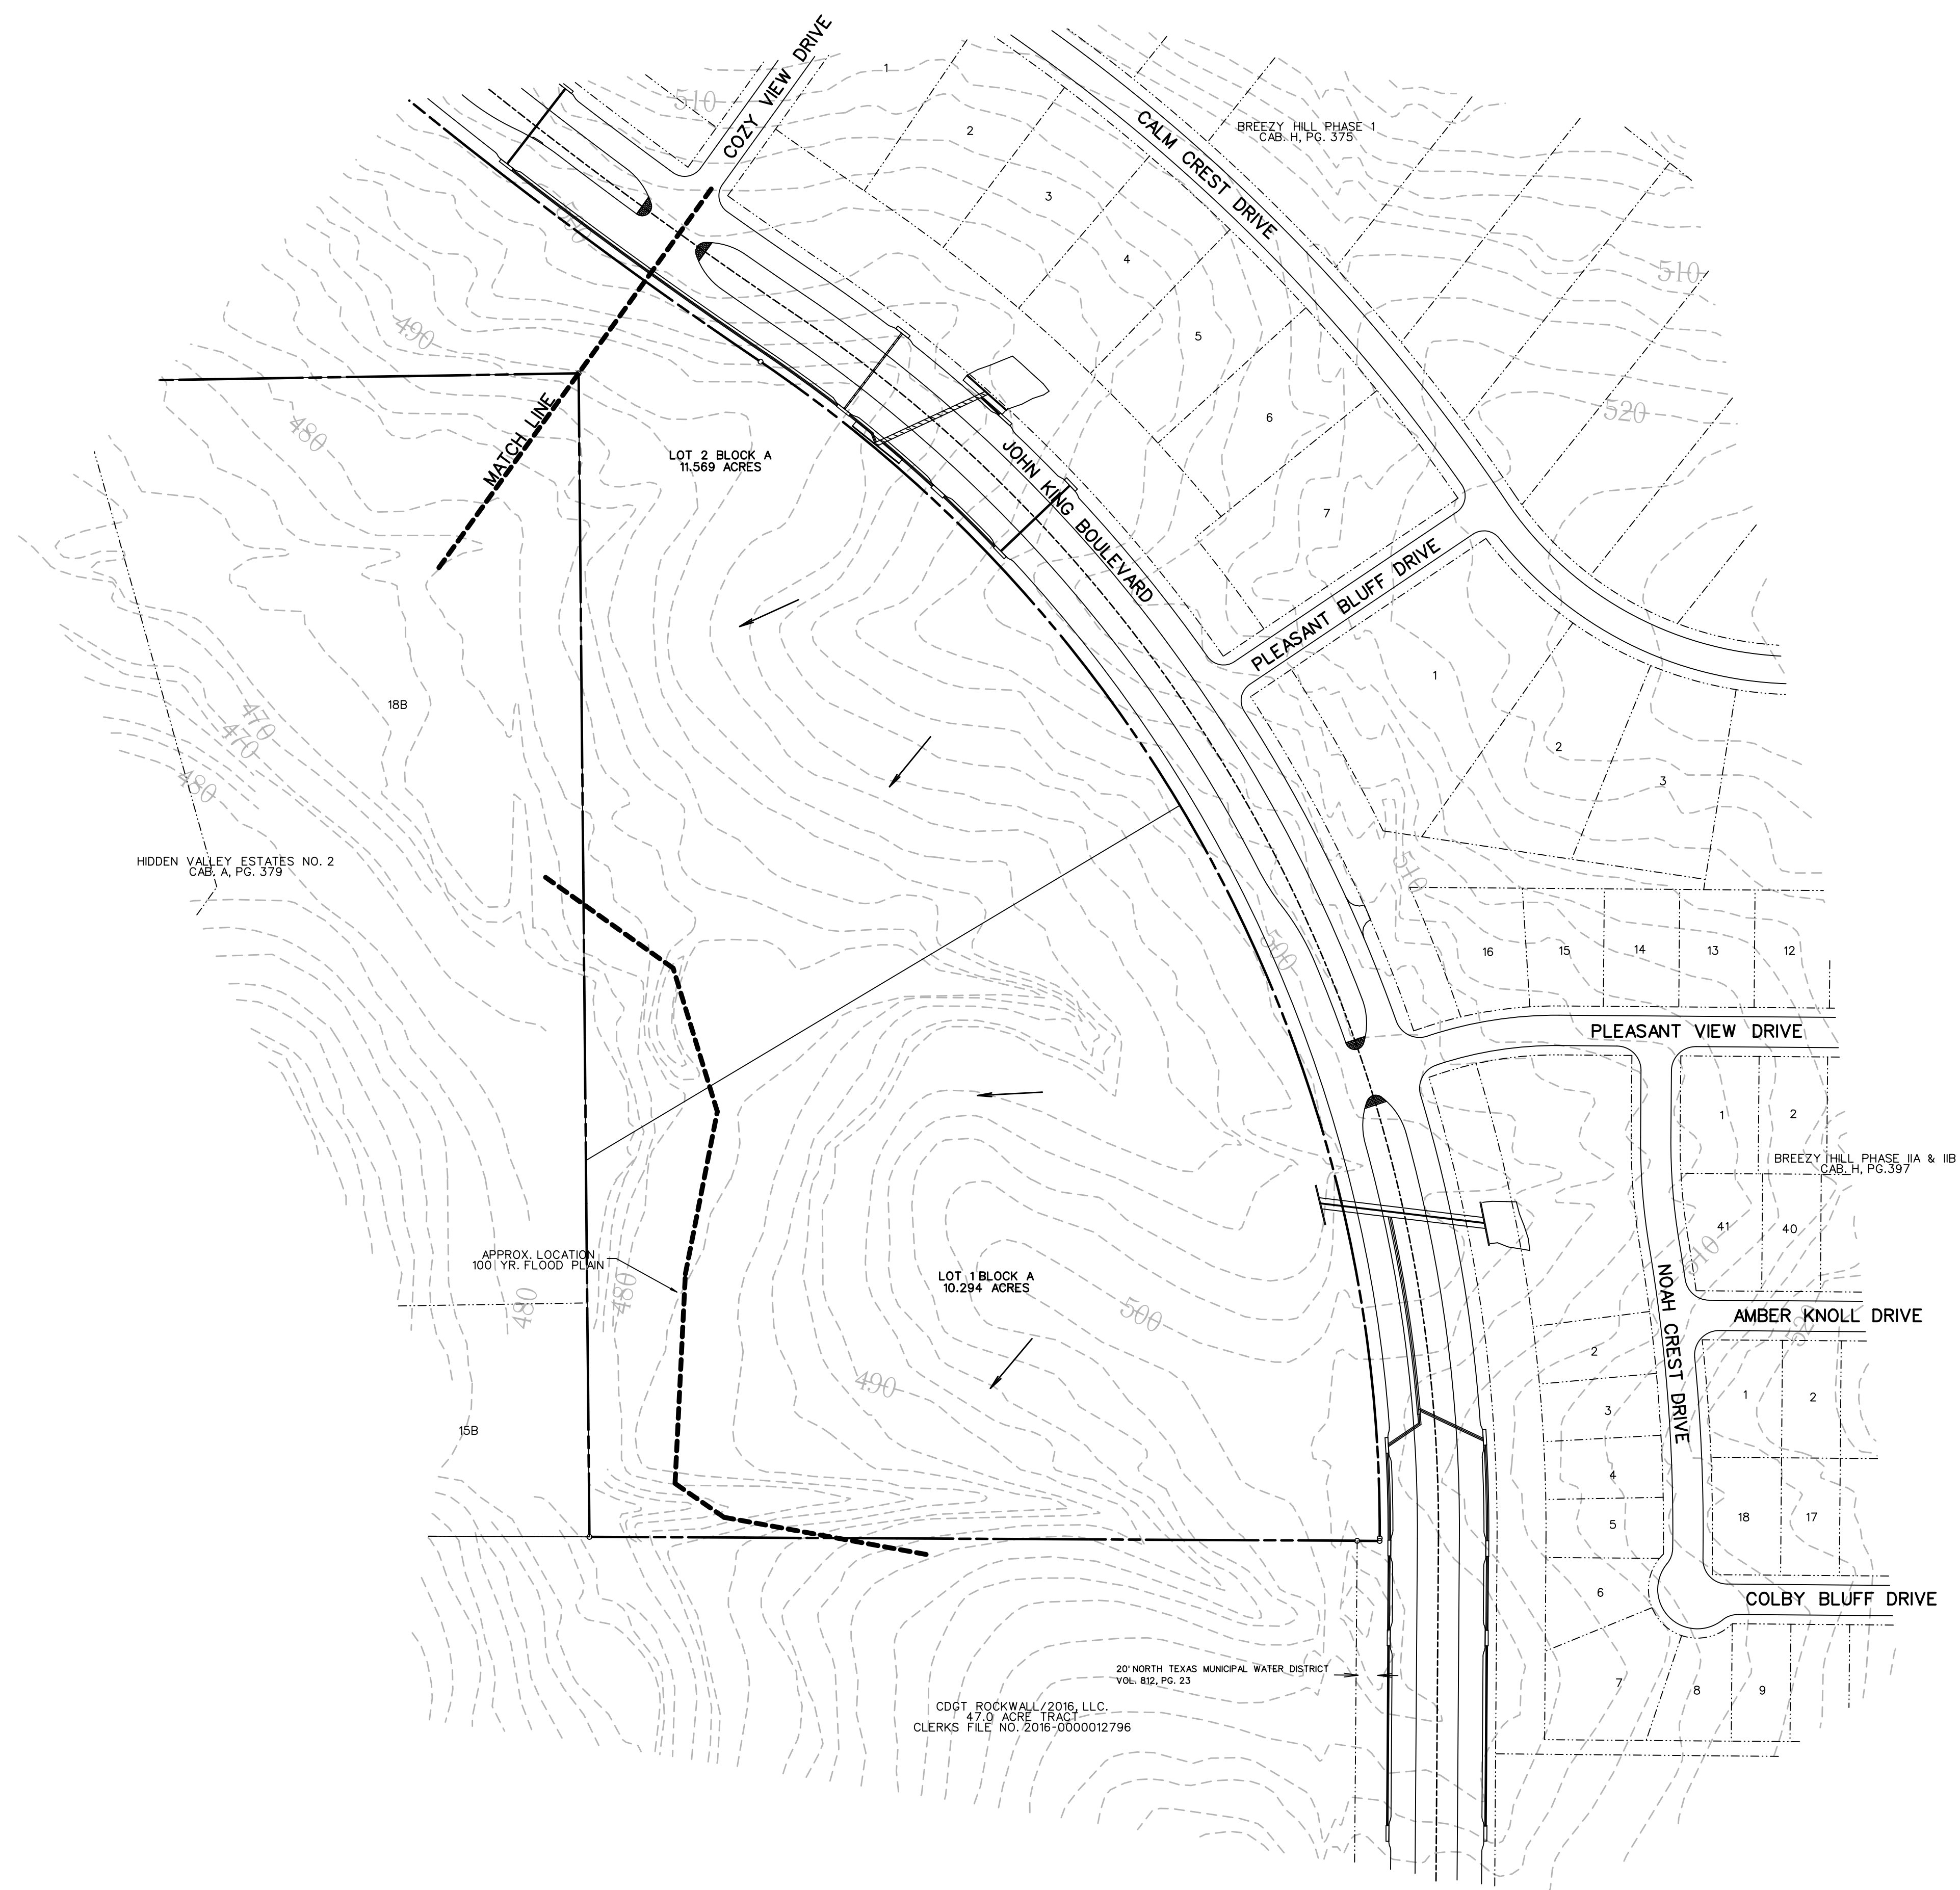 COZY VIEW DRIVE
510
1
2
3
4
5
6
7
CALM CREST DRIVE
BREEZY HILL PHASE 1
CAB. H, PG. 375
510
520
490
480
MATCH LINE
LOT 2 BLOCK A
11.569 ACRES
JOHN KING BOULEVARD
PLEASANT BLUFF DRIVE
1
2
3
18B
470
470
480
HIDDEN VALLEY ESTATES NO. 2
CAB. A, PG. 379
510
500
16
15
14
13
12
PLEASANT VIEW DRIVE
1
2
BREEZY HILL PHASE IIA & IIB
CAB. H, PG.397
41
40
510
NOAH CREST DRIVE
AMBER KNOLL DRIVE
520
APPROX. LOCATION
100 YR. FLOOD PLAIN
480
480
LOT 1 BLOCK A
10.294 ACRES
500
490
15B
2
3
4
5
6
7
8
9
1
2
18
17
COLBY BLUFF DRIVE
20' NORTH TEXAS MUNICIPAL WATER DISTRICT
VOL. 812, PG. 23
CDGT ROCKWALL/2016, LLC.
47.0 ACRE TRACT
CLERKS FILE NO. 2016-0000012796